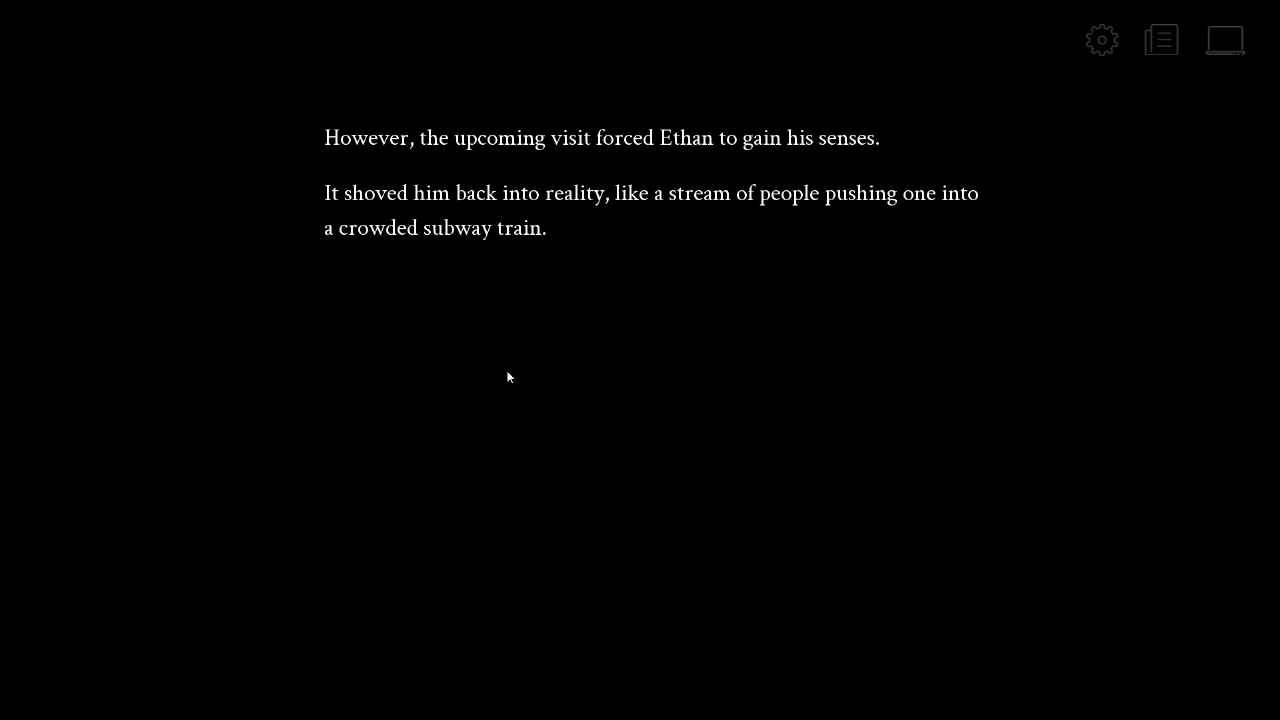 However, the upcoming visit forced Ethan to gain his senses.
It shoved him back into reality, like a stream of people pushing one into
a crowded subway train.